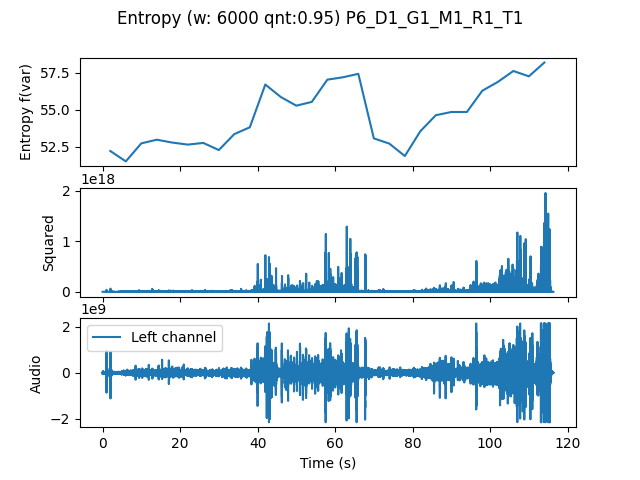 Entropy (w: 6000 qnt:0.95) P6_D1_G1_M1_R1_T1
57.5
55.0
52.5
Entropy f(var)
1e18
2
1
0
Squared
1e9
2
0
−2
Audio
Left channel
0 20 40 60 80 100 120
Time (s)